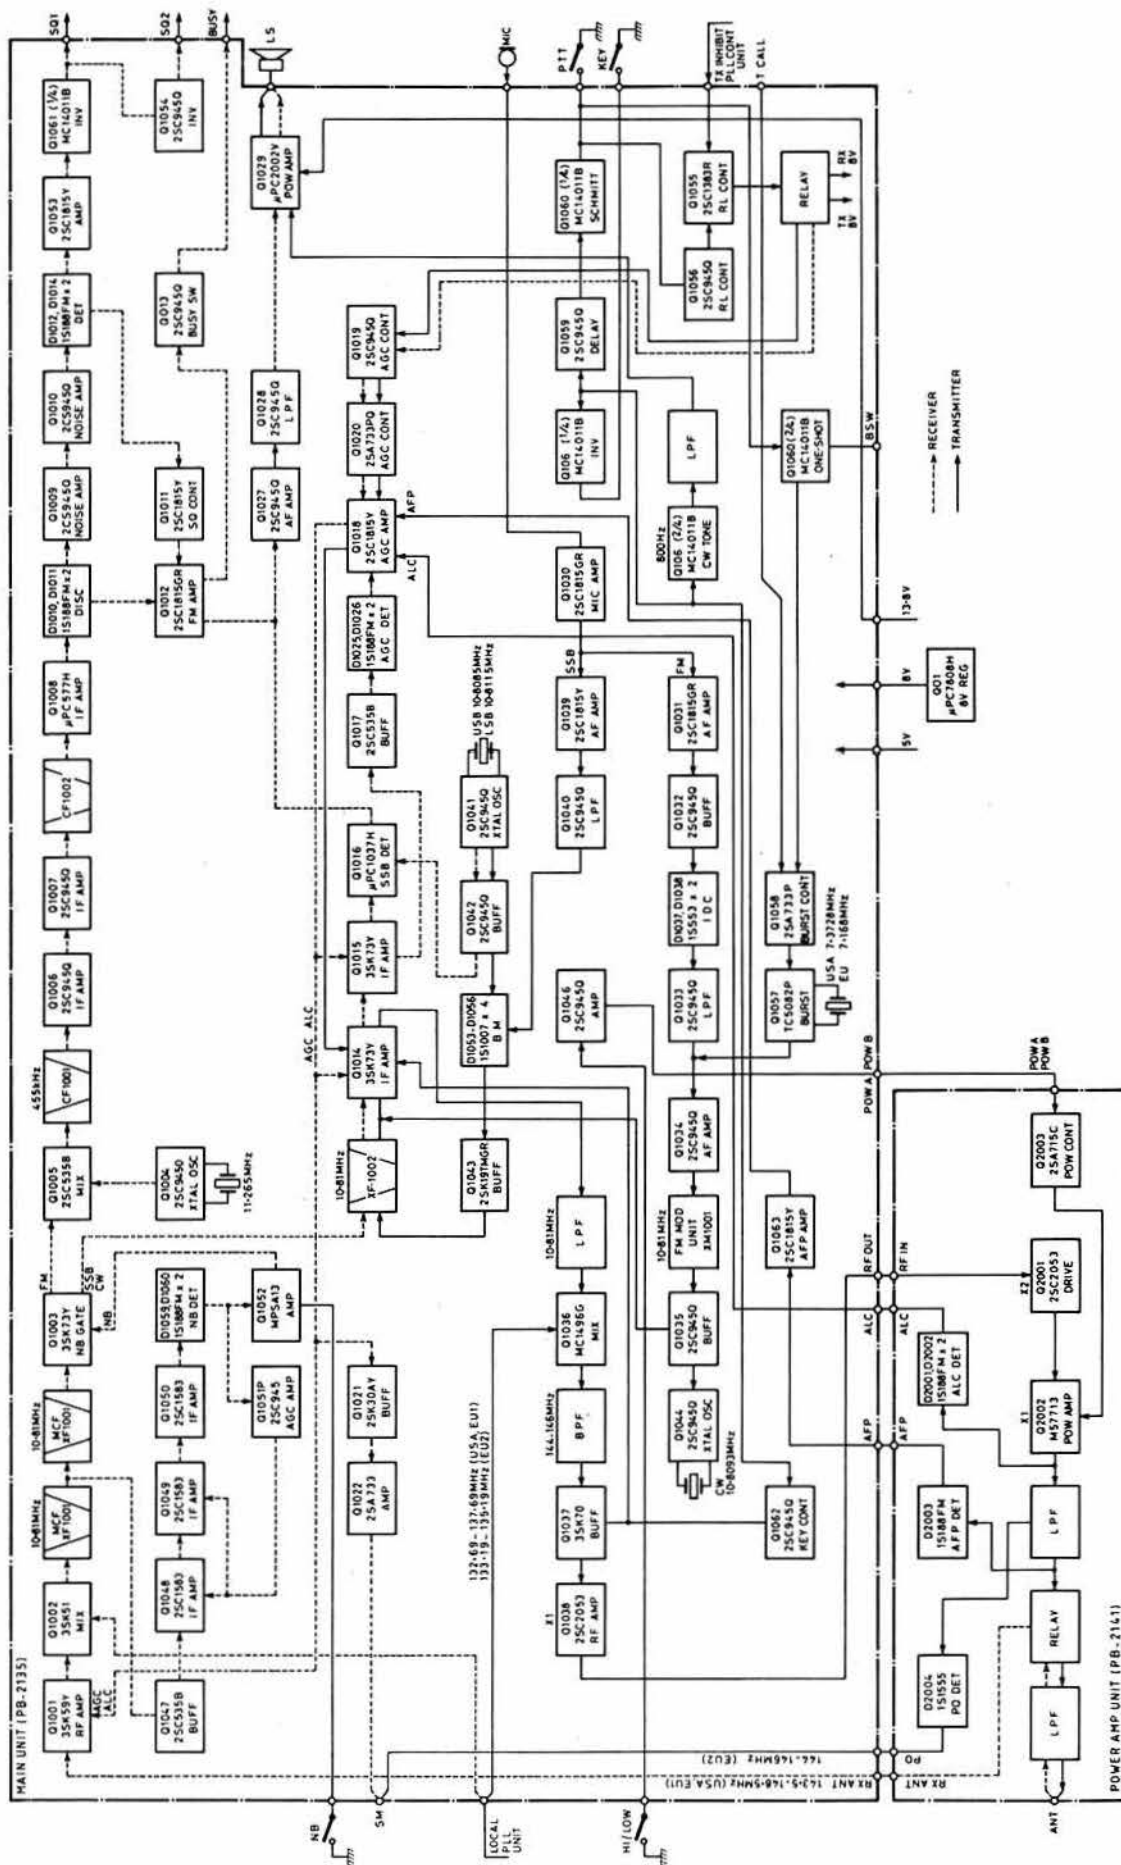 MAIN UNIT (PB-2135)
Q1001
3SK59Y
RF AMP
Q1002
3SK51
MIX
10·81MHz
MCF
XF1001
10·81MHz
MCF
XF1001
Q1003
3SK73Y
NB GATE
FM
SSB
CW
NB
Q1005
2SC535B
MIX
455kHz
CF1001
Q1006
2SC945Q
IF AMP
Q1007
2SC945Q
IF AMP
CF1002
Q1008
μPC577H
IF AMP
D1010, D1011
1S188FM x 2
DISC
Q1009
2CS945Q
NOISE AMP
Q1010
2CS945Q
NOISE AMP
D1012, D1014
1S188FM x 2
DET
Q1053
2SC1815Y
AMP
Q1061 (1/4)
MC14011B
INV
SQ1
AGC
ALC
Q1047
2SC535B
BUFF
Q1048
2SC1583
IF AMP
Q1049
2SC1583
IF AMP
Q1050
2SC1583
IF AMP
D1059, D1060
1S188FM x 2
NB DET
Q1004
2SC945Q
XTAL OSC
11·265MHz
Q1012
2SC1815GR
FM AMP
Q1011
2SC1815Y
SQ CONT
Q1013
2SC945Q
BUSY SW
Q1054
2SC945Q
INV
SQ2
BUSY
Q1051P
2SC945
AGC AMP
Q1052
MPSA13
AMP
Q1027
2SC945Q
AF AMP
Q1028
2SC945Q
LPF
Q1029
μPC2002V
POW AMP
LS
Q1022
2SA733
AMP
Q1021
2SK30AY
BUFF
AGC ALC
10·81MHz
XF1002
Q1014
3SK73Y
IF AMP
Q1015
3SK73Y
IF AMP
Q1016
μPC1037H
SSB DET
Q1017
2SC535B
BUFF
D1025, D1026
1S188FM x 2
AGC DET
Q1018
2SC1815Y
AGC AMP
ALC
AFP
Q1020
2SA733PQ
AGC CONT
Q1019
2SC945Q
AGC CONT
Q1043
2SK19TMGR
BUFF
D1053-D1056
1S1007 x 4
BM
Q1042
2SC945Q
BUFF
Q1041
2SC945Q
XTAL OSC
USB 10·8085MHz
LSB 10·8115MHz
132·69-137·69MHz (USA, EU1)
133·19-135·19MHz (EU2)
MIC
X1
Q1038
2SC2053
RF AMP
Q1037
3SK70
BUFF
144-146MHz
BPF
Q1036
MC1496G
MIX
10·81MHz
LPF
Q1046
2SC945Q
AMP
Q1040
2SC945Q
LPF
Q1039
2SC1815Y
AF AMP
SSB
Q1030
2SC1815GR
MIC AMP
Q106 (1/4)
MC14011B
INV
Q1059
2SC945Q
DELAY
Q1060 (1/4)
MC14011B
SCHMITT
PTT
KEY
CW
10·8093MHz
Q1044
2SC945Q
XTAL OSC
Q1035
2SC945Q
BUFF
10·81MHz
FM MOD
UNIT
XM1001
Q1034
2SC945Q
AF AMP
Q1033
2SC945Q
LPF
D1037, D1038
1S553 x 2
IDC
Q1032
2SC945Q
BUFF
Q1031
2SC1815GR
AF AMP
FM
800Hz
Q106 (2/4)
MC14011B
CW TONE
LPF
Q1056
2SC945Q
RL CONT
Q1055
2SC1383R
RL CONT
TX INHIBIT
PLL CONT
UNIT
T CALL
Q1062
2SC945Q
KEY CONT
Q1063
2SC1815Y
AFP AMP
Q1057
TC5082P
BURST
Q1058
2SA733P
BURST CONT
USA 7·3728MHz
EU 7·168MHz
Q1060 (2/4)
MC14011B
ONE-SHOT
RELAY
TX
8V
RX
8V
NB
SM
LOCAL
PLL
UNIT
HI/LOW
RX ANT 143·5-148·5MHz (USA, EU1)
144-146MHz (EU2)
RX ANT
PO
AFP
AFP
ALC
ALC
RF OUT
RF IN
POW A POW B
POW A
POW B
5V
8V
13·8V
BSW
Q01
μPC7808H
8V REG
RECEIVER
TRANSMITTER
POWER AMP UNIT (PB-2141)
ANT
LPF
RELAY
LPF
D2004
1S1555
PO DET
D2003
1S188FM
AFP DET
D2001, D2002
1S188FM x 2
ALC DET
X1
Q2002
M57713
POW AMP
X2
Q2001
2SC2053
DRIVE
Q2003
2SA715C
POW CONT